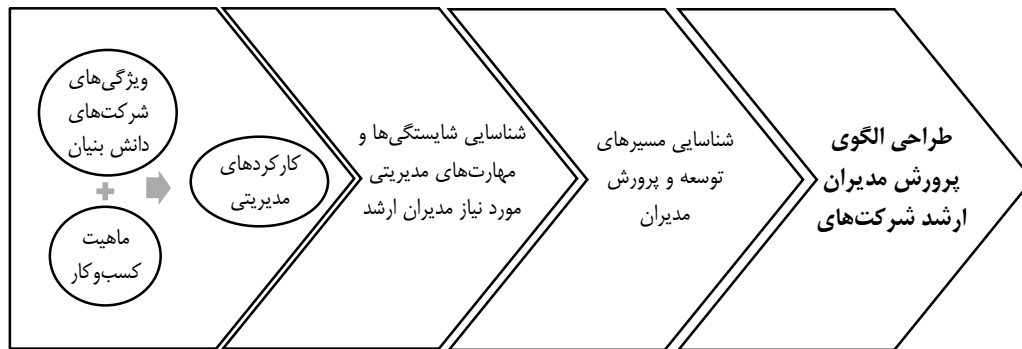 ویژگی‌های
شرکت‌های
دانش بنیان
+
ماهیت
کسب‌وکار
کارکردهای
مدیریتی
شناسایی شایستگی‌ها و
مهارت‌های مدیریتی
مورد نیاز مدیران ارشد
شناسایی مسیرهای
توسعه و پرورش
مدیران
طراحی الگوی
پرورش مدیران
ارشد شرکت‌های